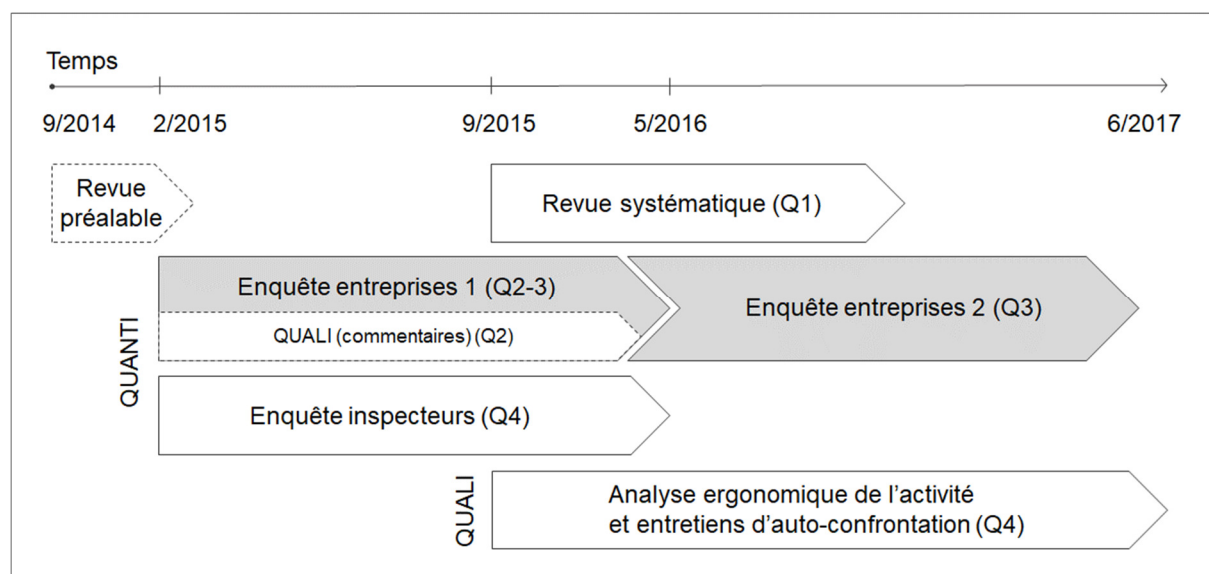 Temps
9/2014 2/2015 9/2015 5/2016 6/2017
Revue
préalable
Revue systématique (Q1)
QUANTI
Enquête entreprises 1 (Q2-3)
QUALI (commentaires) (Q2)
Enquête entreprises 2 (Q3)
Enquête inspecteurs (Q4)
QUALI
Analyse ergonomique de l’activité
et entretiens d’auto-confrontation (Q4)